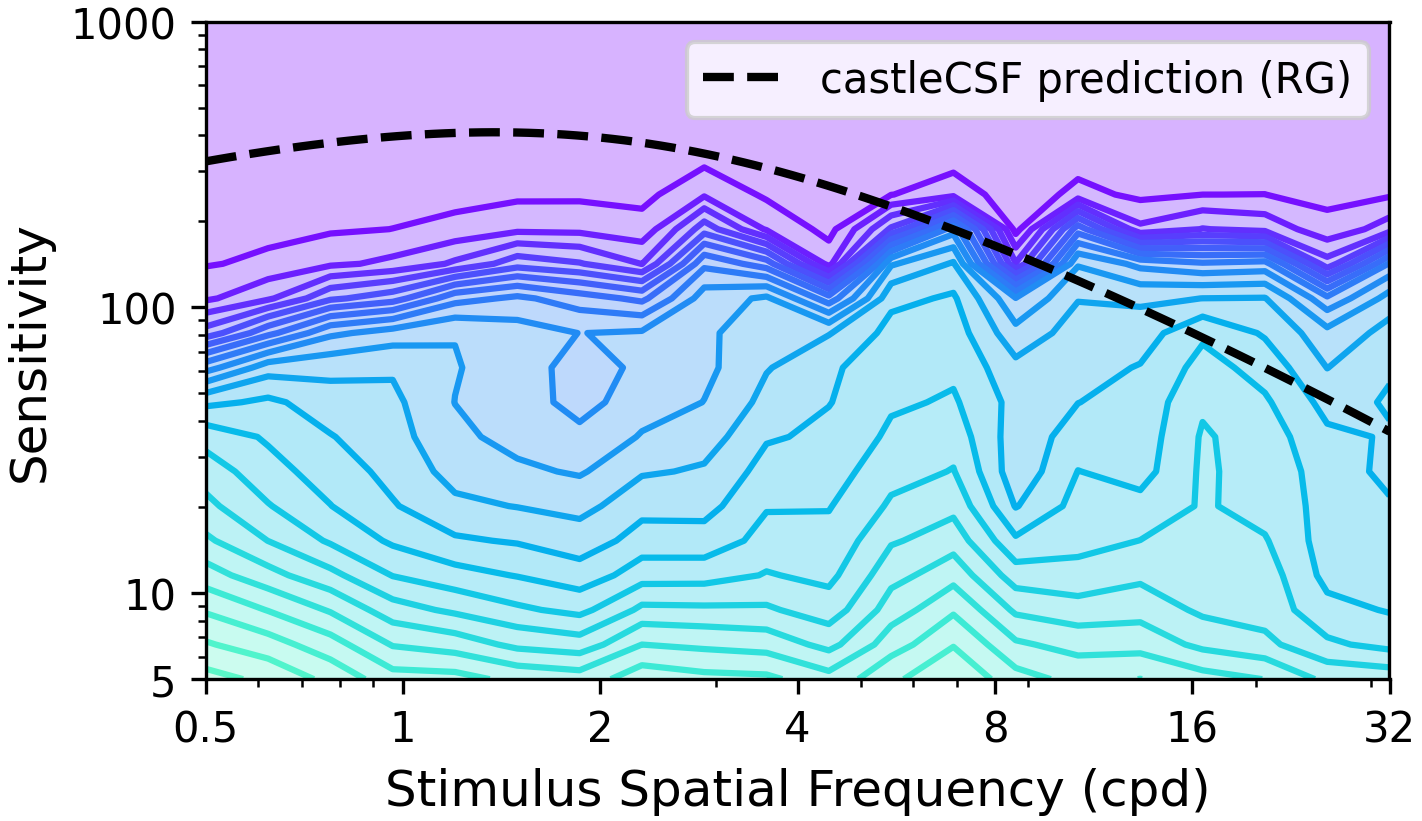 1000
100
10
5
Sensitivity
castleCSF prediction (RG)
0.5 1 2 4 8 16 32
Stimulus Spatial Frequency (cpd)